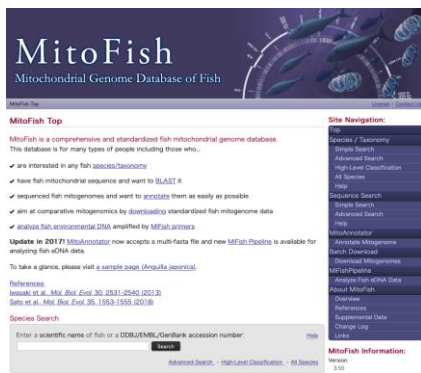 MitoFish
Mitochondrial Genome Database of Fish
MitoFish Top
License - Contact Us
MitoFish Top
MitoFish is a comprehensive and standardized fish mitochondrial genome database.
This database is for many types of people including those who...
✔ are interested in any fish species/taxonomy
✔ have fish mitochondrial sequence and want to BLAST it
✔ sequenced fish mitogenomes and want to annotate them as easily as possible
✔ aim at comparative mitogenomics by downloading standardized fish mitogenome data
✔ analyze fish environmental DNA amplified by MiFish primers
Update in 2017! MitoAnnotator now accepts a multi-fasta file and new MiFish Pipeline is available for
analyzing fish eDNA data.
To take a glance, please visit a sample page (Anguilla japonica).
References:
Iwasaki et al., Mol. Biol. Evol. 30, 2531-2540 (2013)
Sato et al., Mol. Biol. Evol. 35, 1553-1555 (2018)
Species Search
Enter a scientific name of fish or a DDBJ/EMBL/GenBank accession number:
Help
Search
Advanced Search - High-Level Classification - All Species
Site Navigation:
Top
Species / Taxonomy
Simple Search
Advanced Search
High-Level Classification
All Species
Help
Sequence Search
Simple Search
Advanced Search
Help
MitoAnnotator
Annotate Mitogenome
Batch Download
Download Mitogenomes
MiFishPipeline
Analyze Fish eDNA Data
About MitoFish
Overview
References
Supplemental Data
Change Log
Links
MitoFish Information:
Version:
3.55